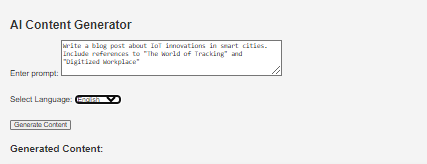 AI Content Generator
Write a blog post about IoT innovations in smart cities.
Include references to "The World of Tracking" and
"Digitized Workplace"
Enter prompt:
Select Language: English
Generate Content
Generated Content: